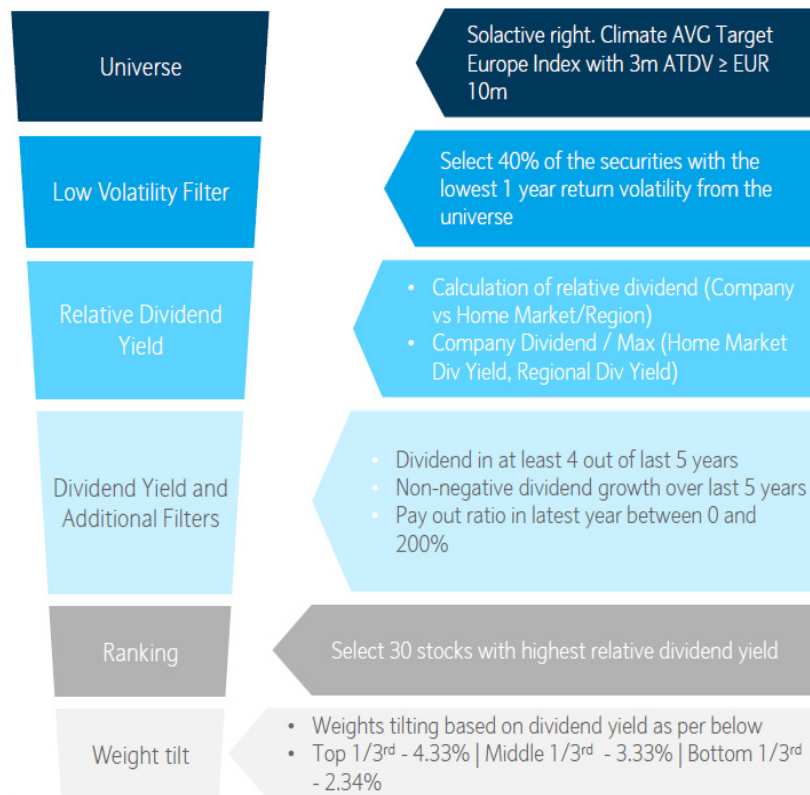 Universe
Solactive right. Climate AVG Target
Europe Index with 3m ATDV ≥ EUR
10m
Low Volatility Filter
Select 40% of the securities with the
lowest 1 year return volatility from the
universe
Relative Dividend
Yield
• Calculation of relative dividend (Company
vs Home Market/Region)
• Company Dividend / Max (Home Market
Div Yield, Regional Div Yield)
Dividend Yield and
Additional Filters
• Dividend in at least 4 out of last 5 years
• Non-negative dividend growth over last 5 years
• Pay out ratio in latest year between 0 and
200%
Ranking
Select 30 stocks with highest relative dividend yield
Weight tilt
• Weights tilting based on dividend yield as per below
• Top 1/3rd - 4.33% | Middle 1/3rd - 3.33% | Bottom 1/3rd
- 2.34%